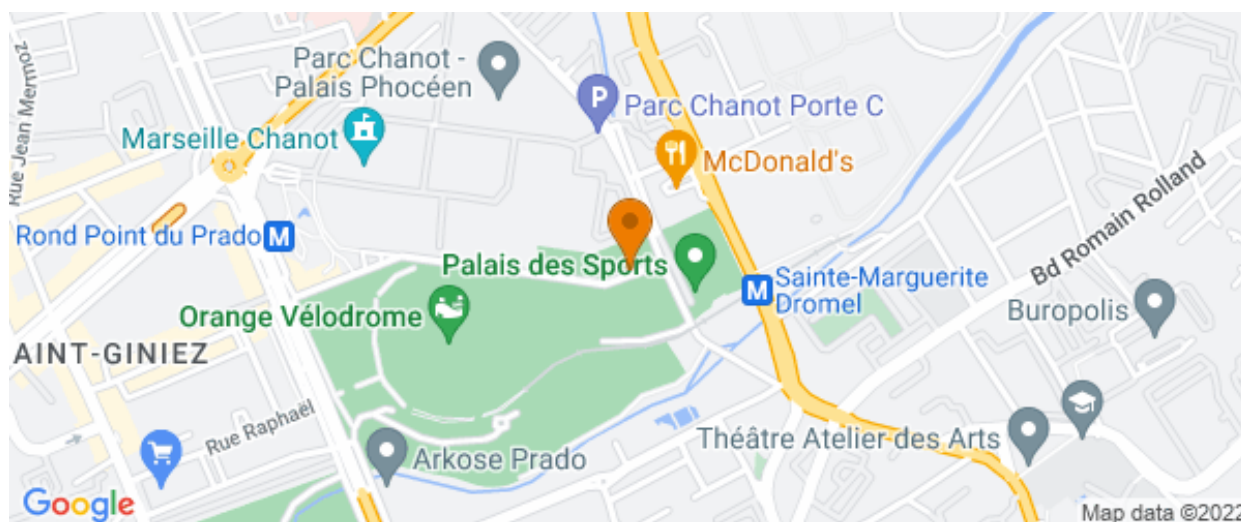 Rue Jean Mermoz
Parc Chanot -
Palais Phocéen
Marseille Chanot
P
Parc Chanot Porte C
McDonald's
Rond Point du Prado M
Palais des Sports
M Sainte-Marguerite
Dromel
Bd Romain Rolland
Orange Vélodrome
Buropolis
AINT-GINIEZ
Rue Raphaël
Arkose Prado
Théâtre Atelier des Arts
Google
Map data ©2022